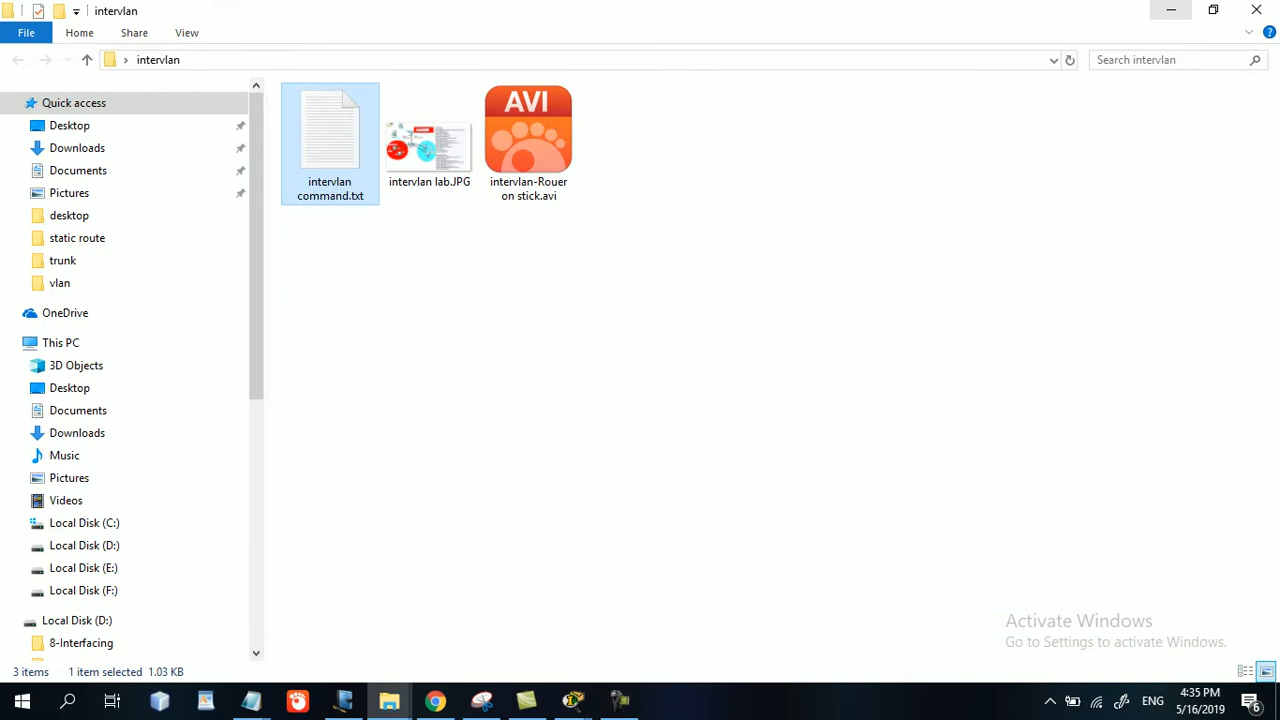 intervlan
File
Home
Share
View
intervlan
Search intervlan
Quick access
Desktop
Downloads
Documents
Pictures
desktop
static route
trunk
vlan
OneDrive
This PC
3D Objects
Desktop
Documents
Downloads
Music
Pictures
Videos
Local Disk (C:)
Local Disk (D:)
Local Disk (E:)
Local Disk (F:)
Local Disk (D:)
8-Interfacing
intervlan
command.txt
intervlan lab.JPG
AVI
intervlan-Rouer
on stick.avi
Activate Windows
Go to Settings to activate Windows.
3 items
1 item selected 1.03 KB
ENG
4:35 PM
5/16/2019
6